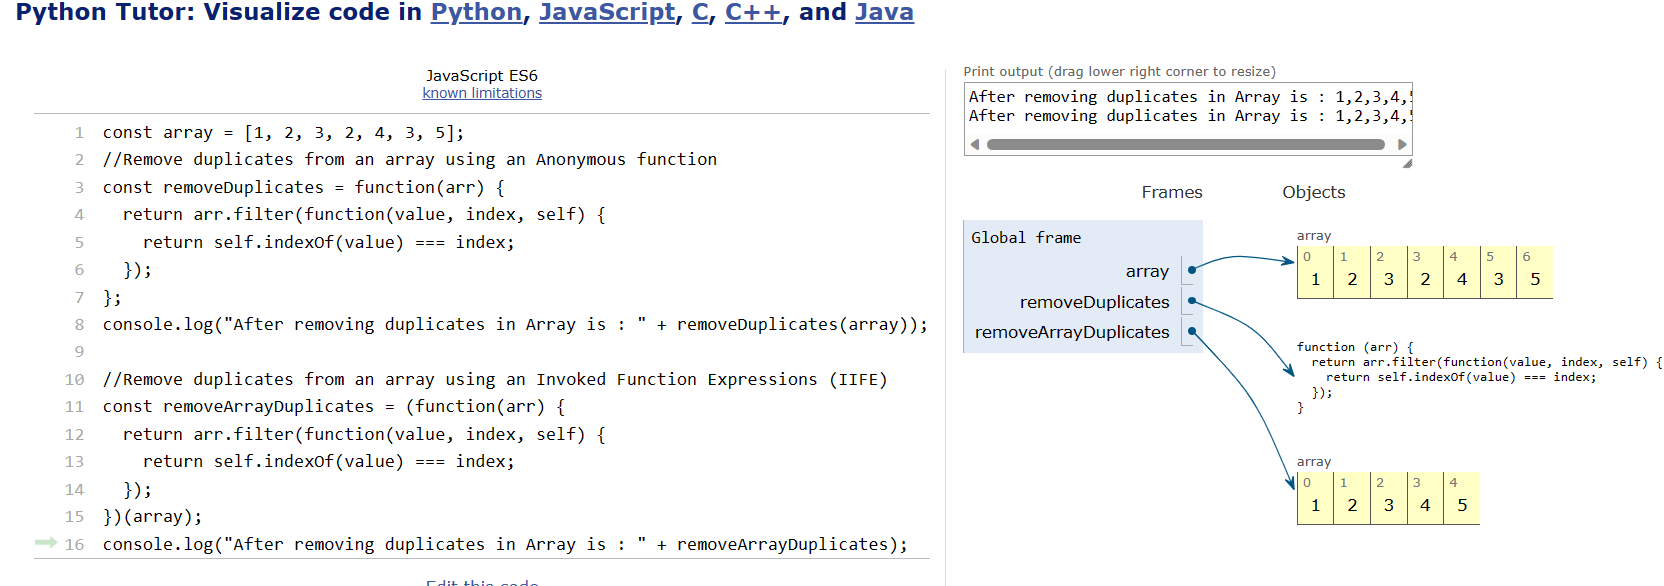 Python Tutor: Visualize code in Python, JavaScript, C, C++, and Java
JavaScript ES6
known limitations
1 const array = [1, 2, 3, 2, 4, 3, 5];
2 //Remove duplicates from an array using an Anonymous function
3 const removeDuplicates = function(arr) {
4   return arr.filter(function(value, index, self) {
5     return self.indexOf(value) === index;
6   });
7 };
8 console.log("After removing duplicates in Array is : " + removeDuplicates(array));
9
10 //Remove duplicates from an array using an Invoked Function Expressions (IIFE)
11 const removeArrayDuplicates = (function(arr) {
12   return arr.filter(function(value, index, self) {
13     return self.indexOf(value) === index;
14   });
15 })(array);
16 console.log("After removing duplicates in Array is : " + removeArrayDuplicates);
Edit this code
Print output (drag lower right corner to resize)
After removing duplicates in Array is : 1,2,3,4,5
After removing duplicates in Array is : 1,2,3,4,5
Frames Objects
Global frame
array
removeDuplicates
removeArrayDuplicates
array
0 1 2 3 4 5 6
1 2 3 2 4 3 5
function (arr) {
  return arr.filter(function(value, index, self) {
    return self.indexOf(value) === index;
  });
}
array
0 1 2 3 4
1 2 3 4 5